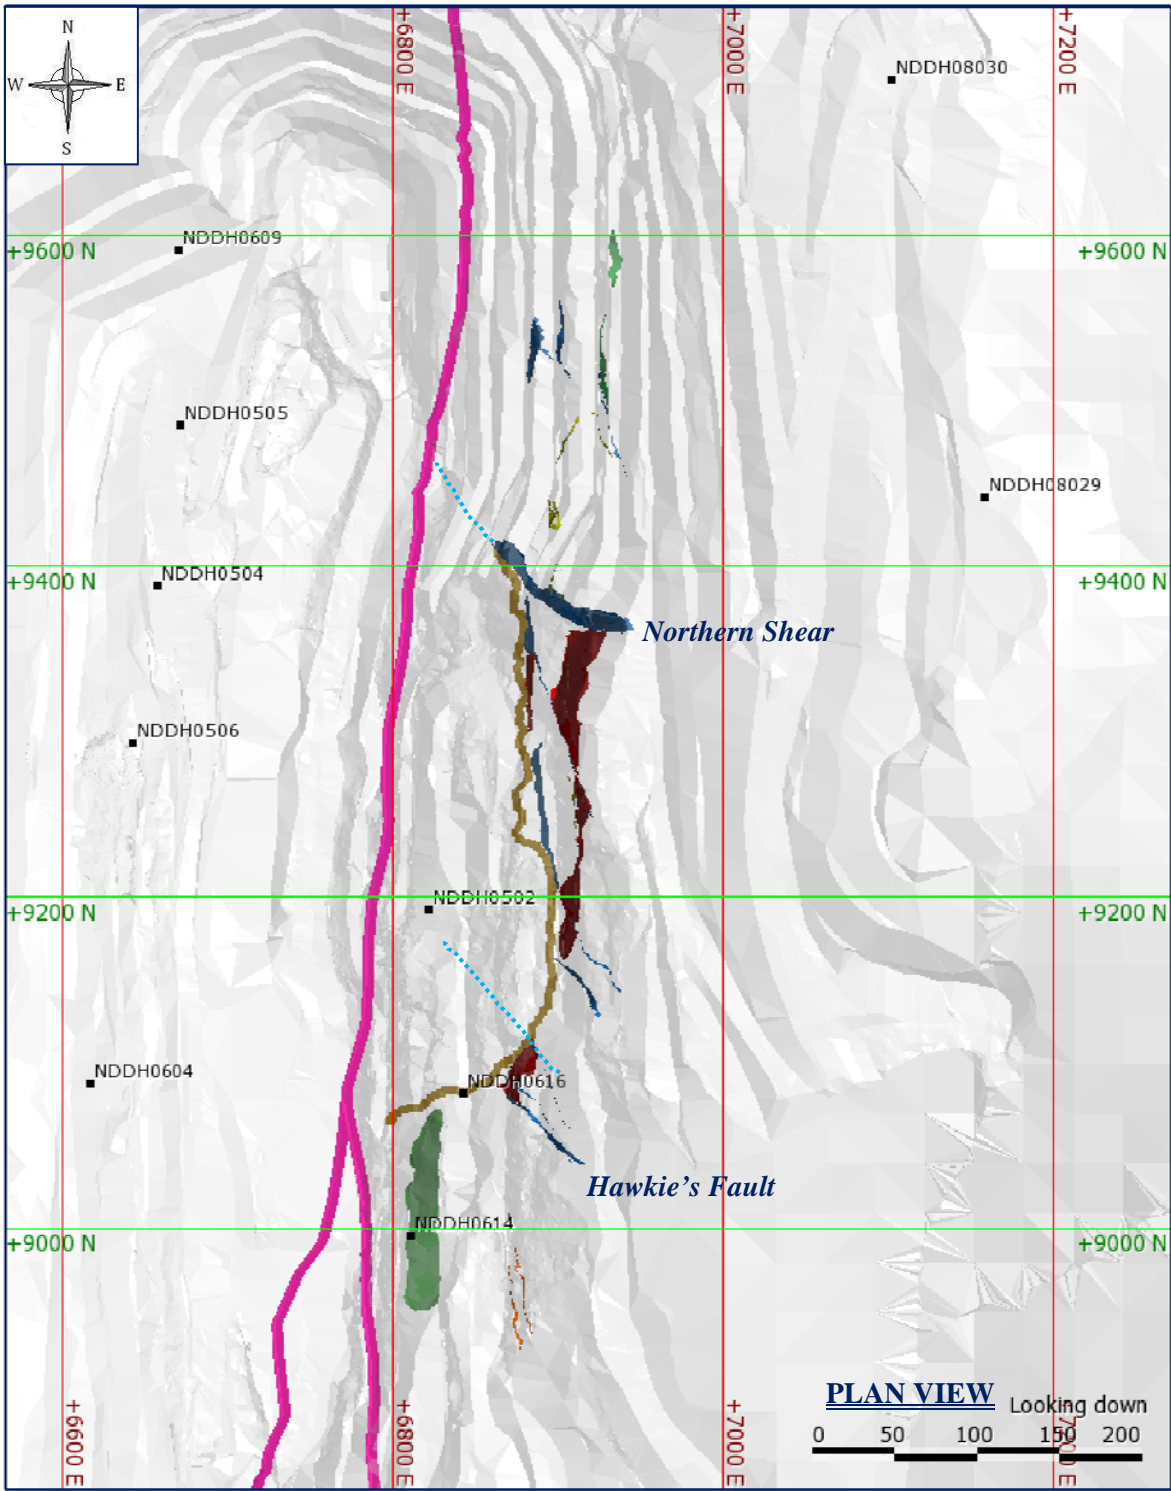 +6800 E
+7000 E
+7200 E
N
W E
S
NDDH08030
NDDH0609
+9600 N
+9600 N
NDDH0505
NDDH08029
NDDH0504
+9400 N
+9400 N
Northern Shear
NDDH0506
NDDH0502
+9200 N
+9200 N
NDDH0604
NDDH0616
Hawkie's Fault
NDDH0614
+9000 N
+9000 N
PLAN VIEW Looking down
0 50 100 150 200
+6600 E
+6800 E
+7000 E
+7200 E